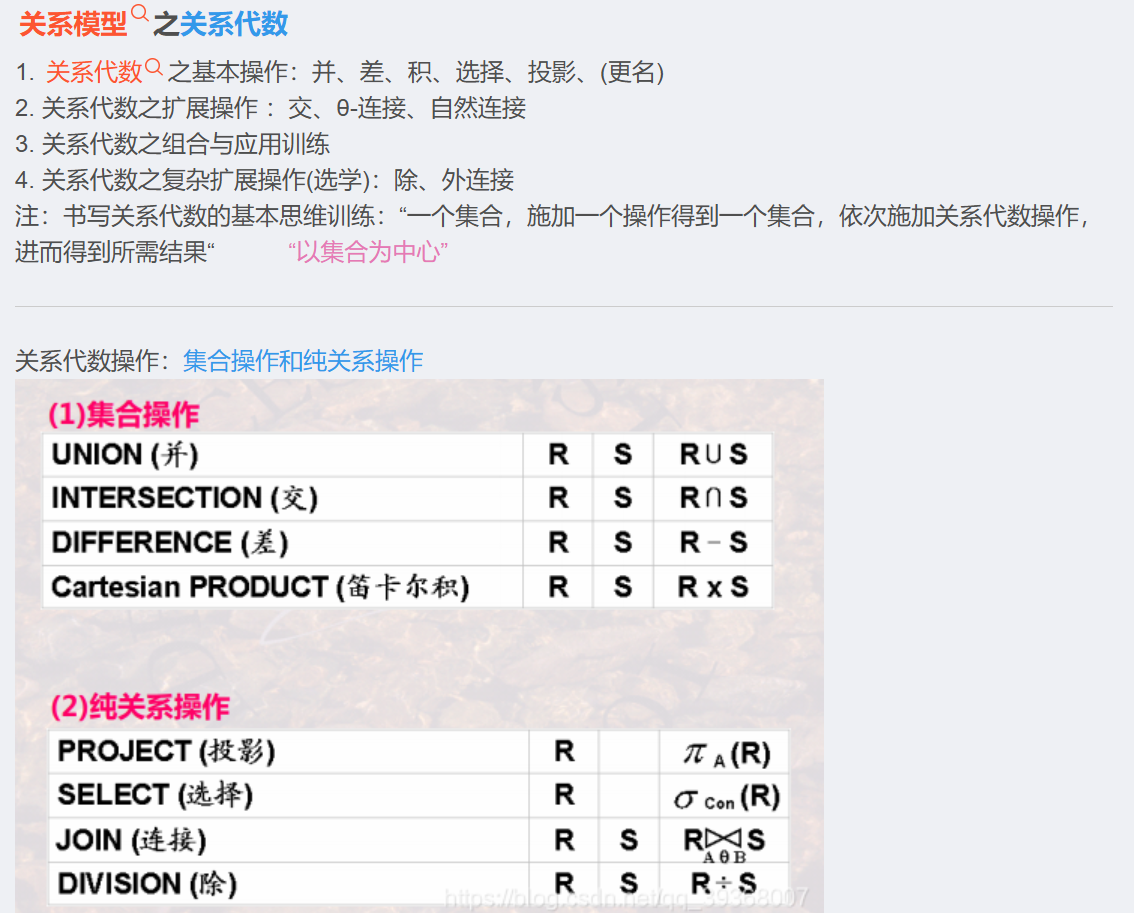 关系模型之关系代数
1. 关系代数之基本操作：并、差、积、选择、投影、(更名)
2. 关系代数之扩展操作 ：交、θ-连接、自然连接
3. 关系代数之组合与应用训练
4. 关系代数之复杂扩展操作(选学)：除、外连接
注：书写关系代数的基本思维训练：“一个集合，施加一个操作得到一个集合，依次施加关系代数操作，
进而得到所需结果“ “以集合为中心”
关系代数操作：集合操作和纯关系操作
(1)集合操作
UNION (并) R S R∪S
INTERSECTION (交) R S R∩S
DIFFERENCE (差) R S R－S
Cartesian PRODUCT (笛卡尔积) R S R x S
(2)纯关系操作
PROJECT (投影) R π A (R)
SELECT (选择) R σ Con (R)
JOIN (连接) R S R⋈S
AθB
DIVISION (除) R S R÷S
https://blog.csdn.net/qq_39368007